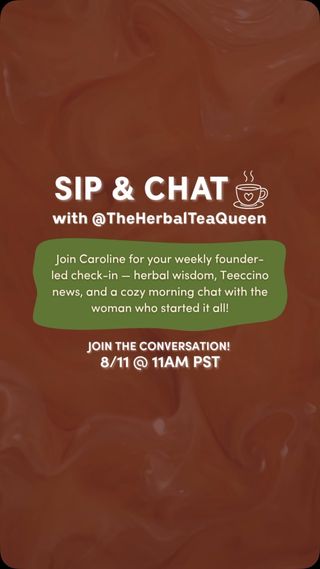 SIP & CHAT
with @TheHerbalTeaQueen
Join Caroline for your weekly founder-
led check-in — herbal wisdom, Teeccino
news, and a cozy morning chat with the
woman who started it all!
JOIN THE CONVERSATION!
8/11 @ 11AM PST